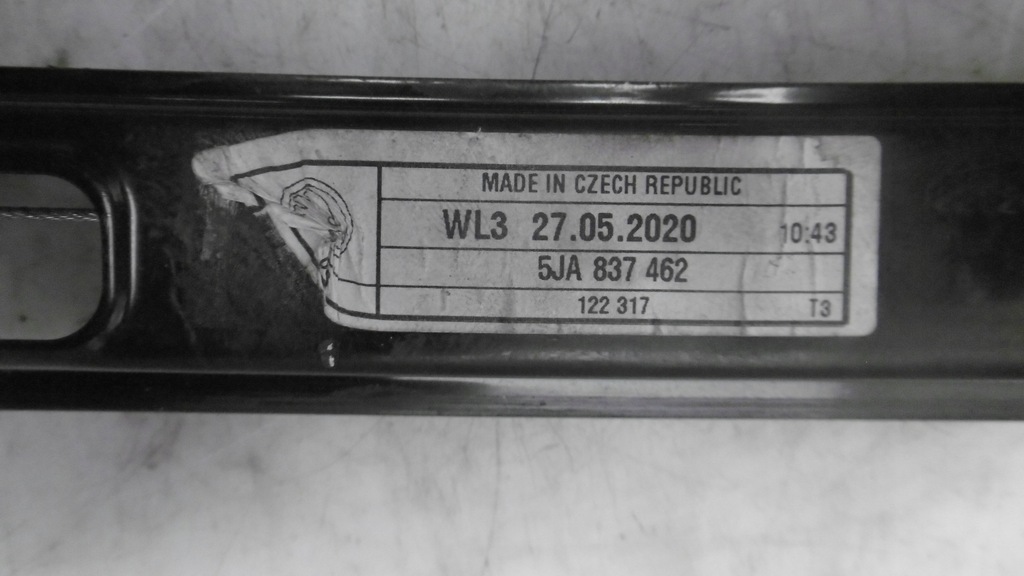 MADE IN CZECH REPUBLIC
WL3 27.05.2020 10:43
5JA 837 462
122 317 T3